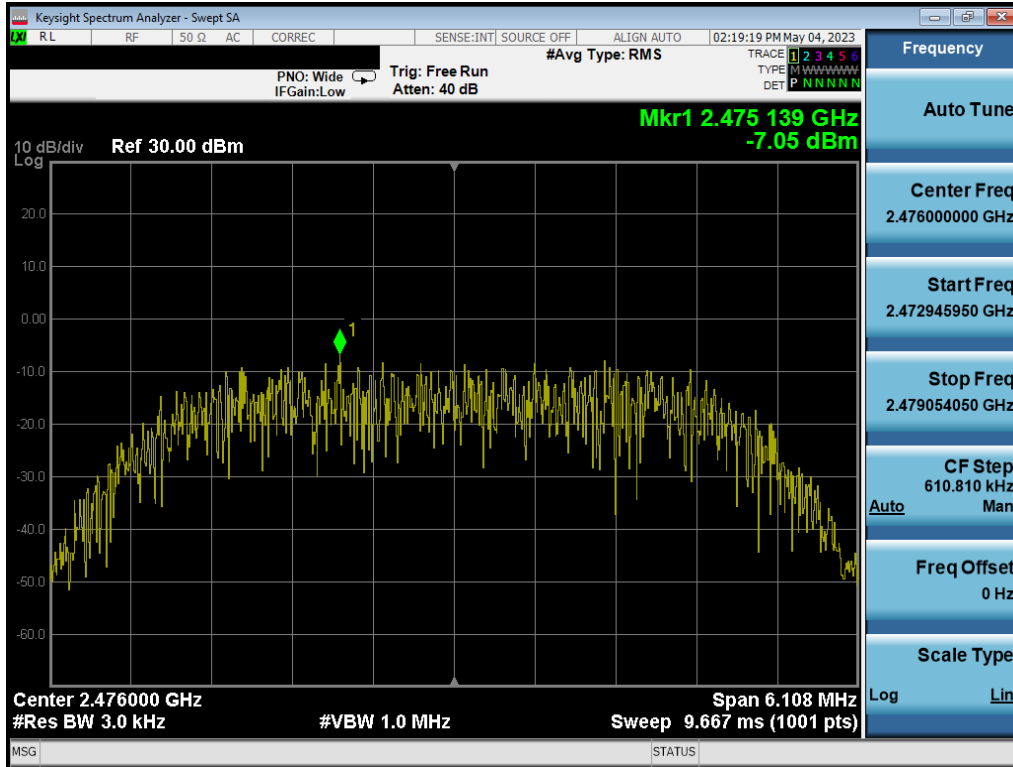 Keysight Spectrum Analyzer - Swept SA
LXI RL RF 50 Ω AC CORREC SENSE:INT SOURCE OFF ALIGN AUTO 02:19:19 PM May 04, 2023
#Avg Type: RMS
TRACE 1 2 3 4 5 6
TYPE M WWWWW
DET P N N N N N
PNO: Wide
IFGain:Low
Trig: Free Run
Atten: 40 dB
Mkr1 2.475 139 GHz
-7.05 dBm
10 dB/div
Log
Ref 30.00 dBm
20.0
10.0
0.00
-10.0
-20.0
-30.0
-40.0
-50.0
-60.0
1
Center 2.476000 GHz
Span 6.108 MHz
#Res BW 3.0 kHz
#VBW 1.0 MHz
Sweep 9.667 ms (1001 pts)
MSG
STATUS
Frequency
Auto Tune
Center Freq
2.476000000 GHz
Start Freq
2.472945950 GHz
Stop Freq
2.479054050 GHz
CF Step
610.810 kHz
Auto Man
Freq Offset
0 Hz
Scale Type
Log Lin